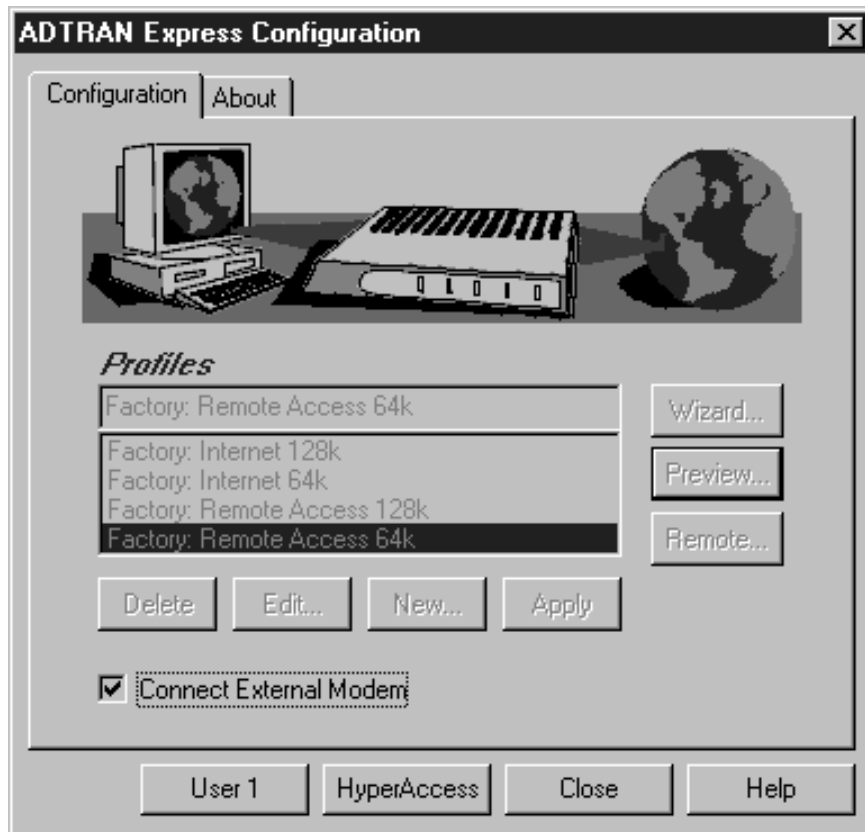 ADTRAN Express Configuration
Configuration
About
Profiles
Factory: Remote Access 64k
Wizard...
Factory: Internet 128k
Factory: Internet 64k
Factory: Remote Access 128k
Factory: Remote Access 64k
Preview...
Remote...
Delete
Edit...
New...
Apply
Connect External Modem
User 1
HyperAccess
Close
Help